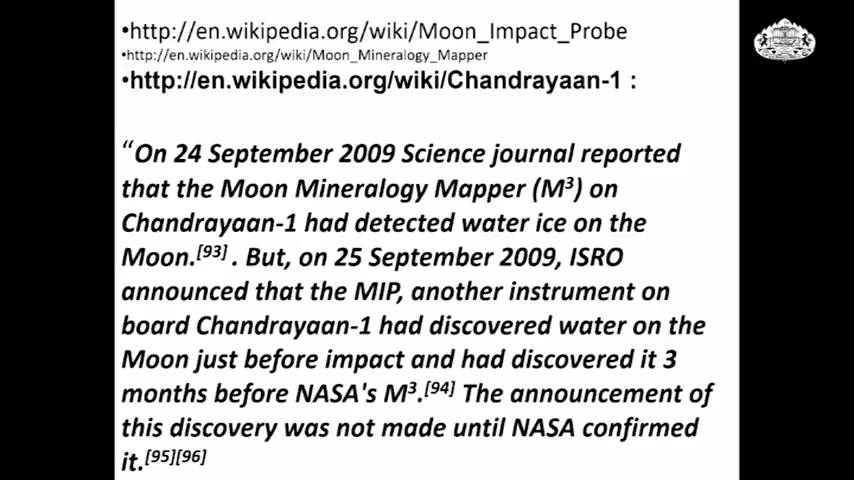 •http://en.wikipedia.org/wiki/Moon_Impact_Probe
•http://en.wikipedia.org/wiki/Moon_Mineralogy_Mapper
•http://en.wikipedia.org/wiki/Chandrayaan-1 :
“On 24 September 2009 Science journal reported
that the Moon Mineralogy Mapper (M³) on
Chandrayaan-1 had detected water ice on the
Moon.[93] . But, on 25 September 2009, ISRO
announced that the MIP, another instrument on
board Chandrayaan-1 had discovered water on the
Moon just before impact and had discovered it 3
months before NASA's M³.[94] The announcement of
this discovery was not made until NASA confirmed
it.[95][96]